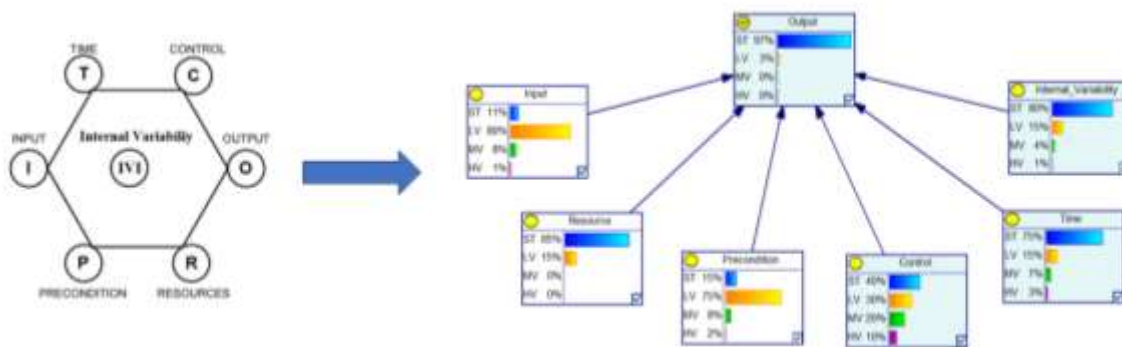 TIME
CONTROL
T
C
INPUT
Internal Variability
OUTPUT
I
IVI
O
P
R
PRECONDITION
RESOURCES
Output
ST 97%
LV 3%
MV 0%
HV 0%
Input
ST 11%
LV 80%
MV 8%
HV 1%
Internal_Variability
ST 80%
LV 15%
MV 4%
HV 1%
Resource
ST 85%
LV 15%
MV 0%
HV 0%
Precondition
ST 15%
LV 75%
MV 8%
HV 2%
Control
ST 40%
LV 30%
MV 20%
HV 10%
Time
ST 75%
LV 15%
MV 7%
HV 3%